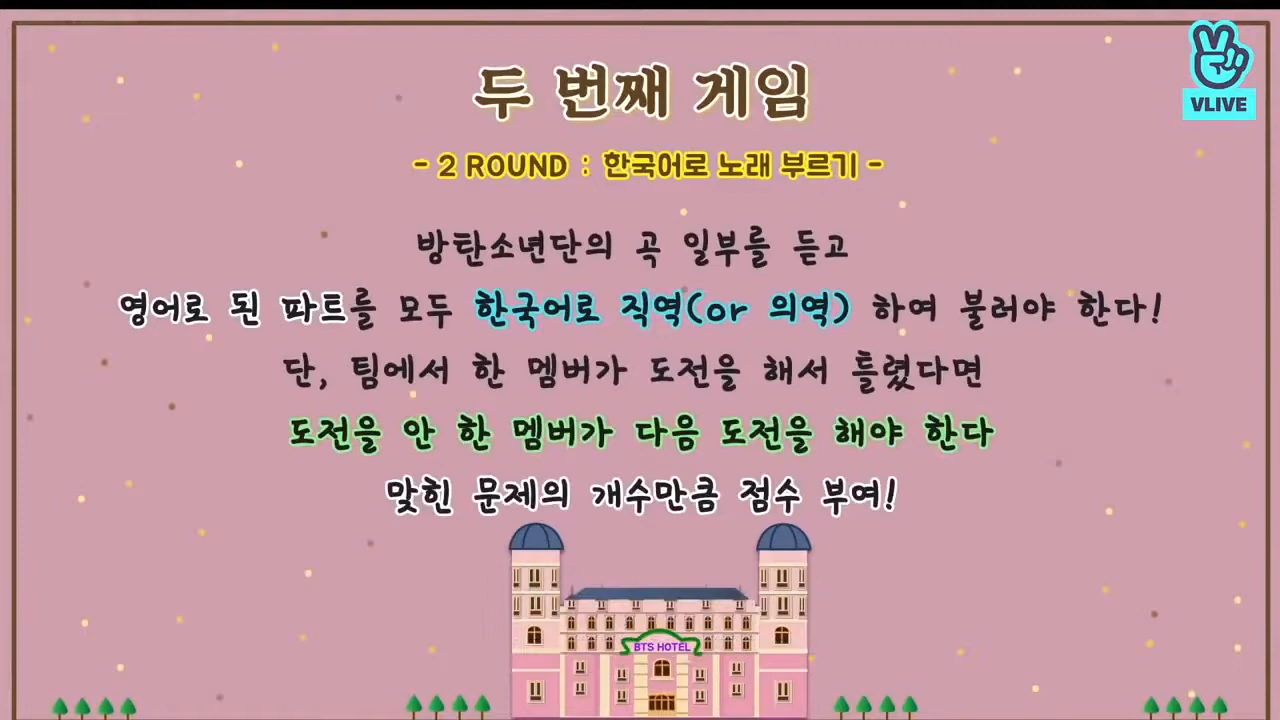 두 번째 게임
VLIVE
- 2 ROUND : 한국어로 노래 부르기 -
방탄소년단의 곡 일부를 듣고
영어로 된 파트를 모두 한국어로 직역(or 의역) 하여 불러야 한다!
단, 팀에서 한 멤버가 도전을 해서 틀렸다면
도전을 안 한 멤버가 다음 도전을 해야 한다
맞힌 문제의 개수만큼 점수 부여!
BTS HOTEL